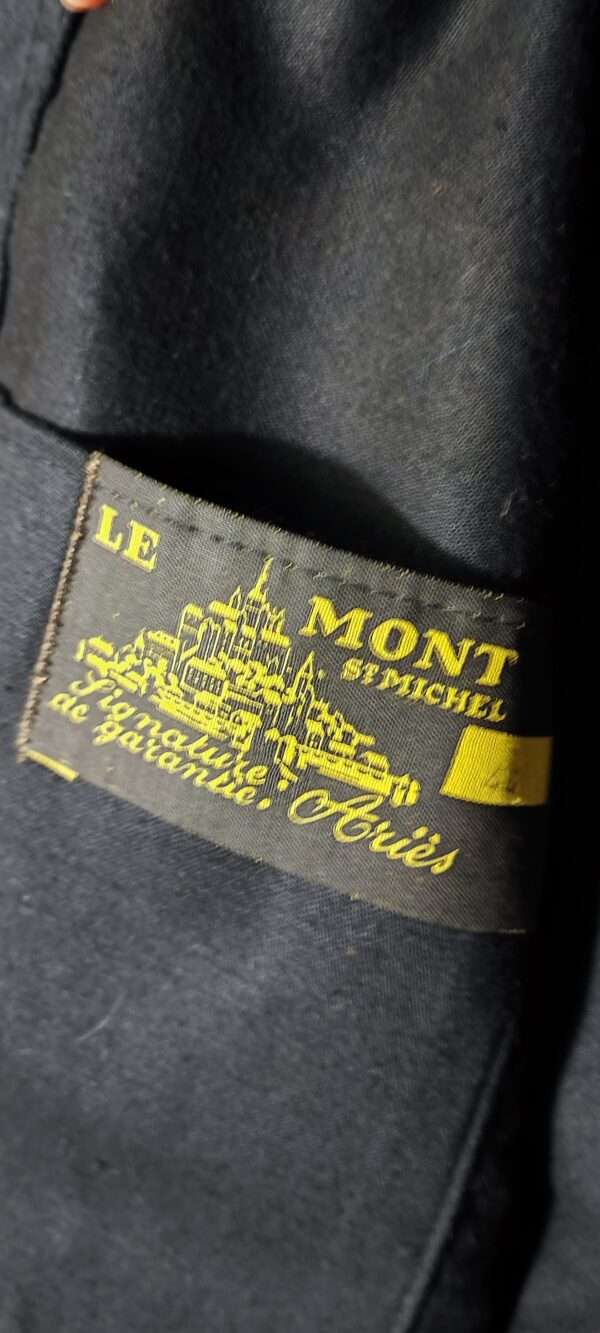 LE
MONT
ST MICHEL
Signature
de garantie: Ariès